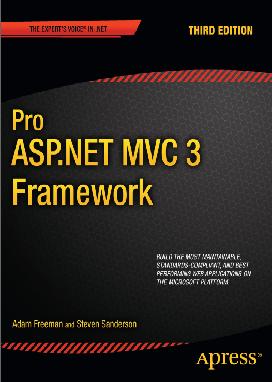 THE EXPERT'S VOICE® IN .NET
THIRD EDITION
Pro
ASP.NET MVC 3
Framework
BUILD THE MOST MAINTAINABLE,
STANDARDS-COMPLIANT, AND BEST
PERFORMING WEB APPLICATIONS ON
THE MICROSOFT PLATFORM
Adam Freeman and Steven Sanderson
Apress®